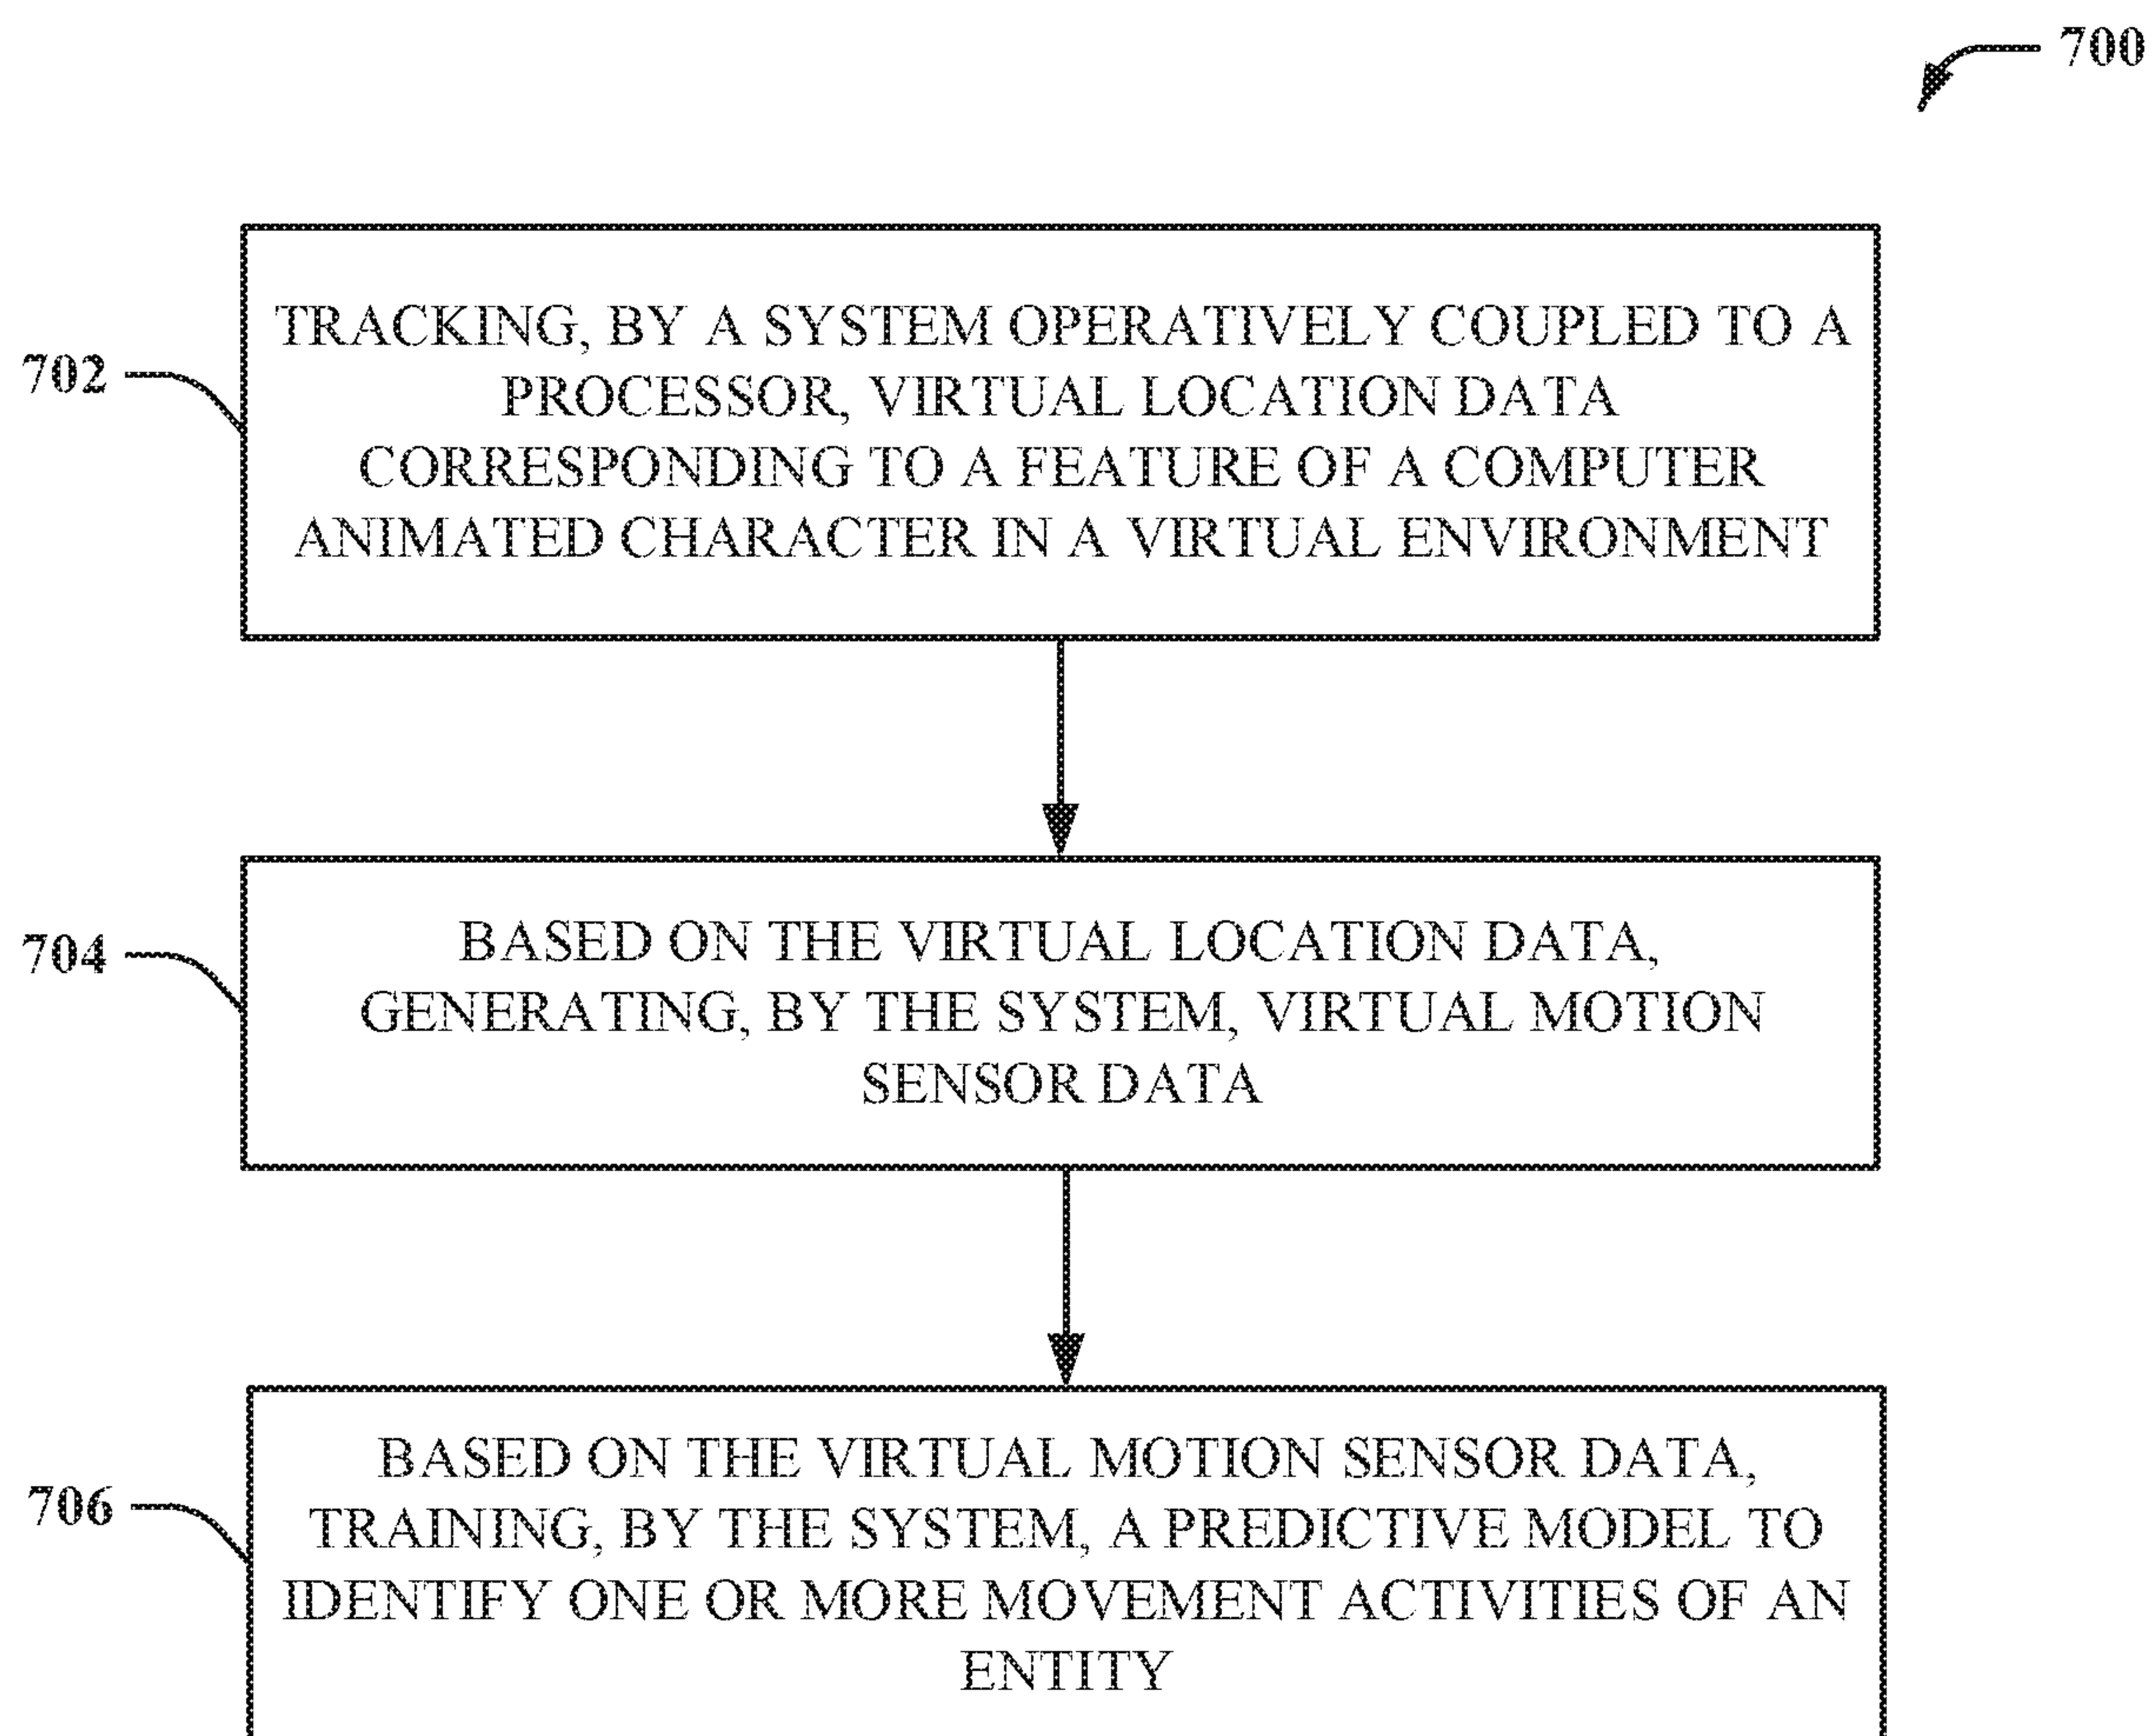 700
702
TRACKING, BY A SYSTEM OPERATIVELY COUPLED TO A
PROCESSOR, VIRTUAL LOCATION DATA
CORRESPONDING TO A FEATURE OF A COMPUTER
ANIMATED CHARACTER IN A VIRTUAL ENVIRONMENT
704
BASED ON THE VIRTUAL LOCATION DATA,
GENERATING, BY THE SYSTEM, VIRTUAL MOTION
SENSOR DATA
706
BASED ON THE VIRTUAL MOTION SENSOR DATA,
TRAINING, BY THE SYSTEM, A PREDICTIVE MODEL TO
IDENTIFY ONE OR MORE MOVEMENT ACTIVITIES OF AN
ENTITY